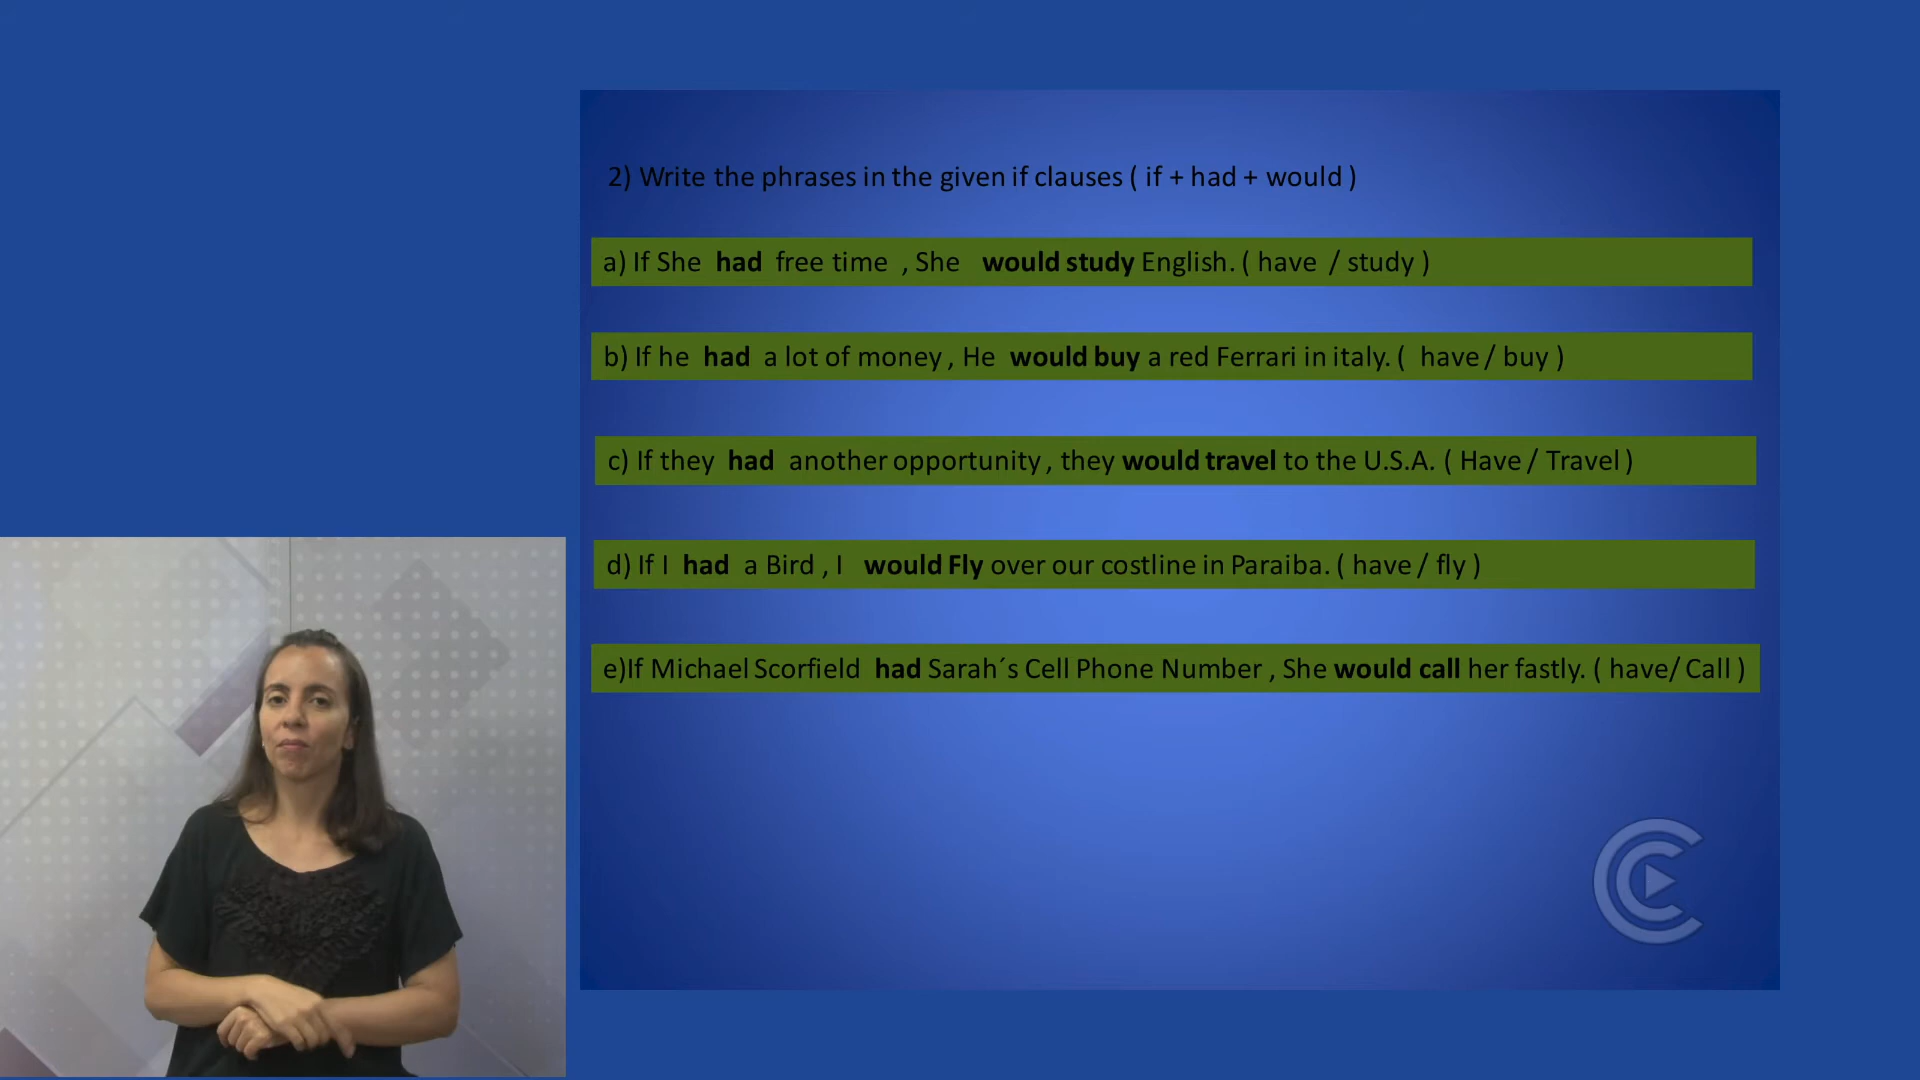 2) Write the phrases in the given if clauses ( if + had + would )
a) If She had free time , She would study English. ( have / study )
b) If he had a lot of money , He would buy a red Ferrari in italy. ( have / buy )
c) If they had another opportunity , they would travel to the U.S.A. ( Have / Travel )
d) If I had a Bird , I would Fly over our costline in Paraiba. ( have / fly )
e)If Michael Scorfield had Sarah´s Cell Phone Number , She would call her fastly. ( have/ Call )